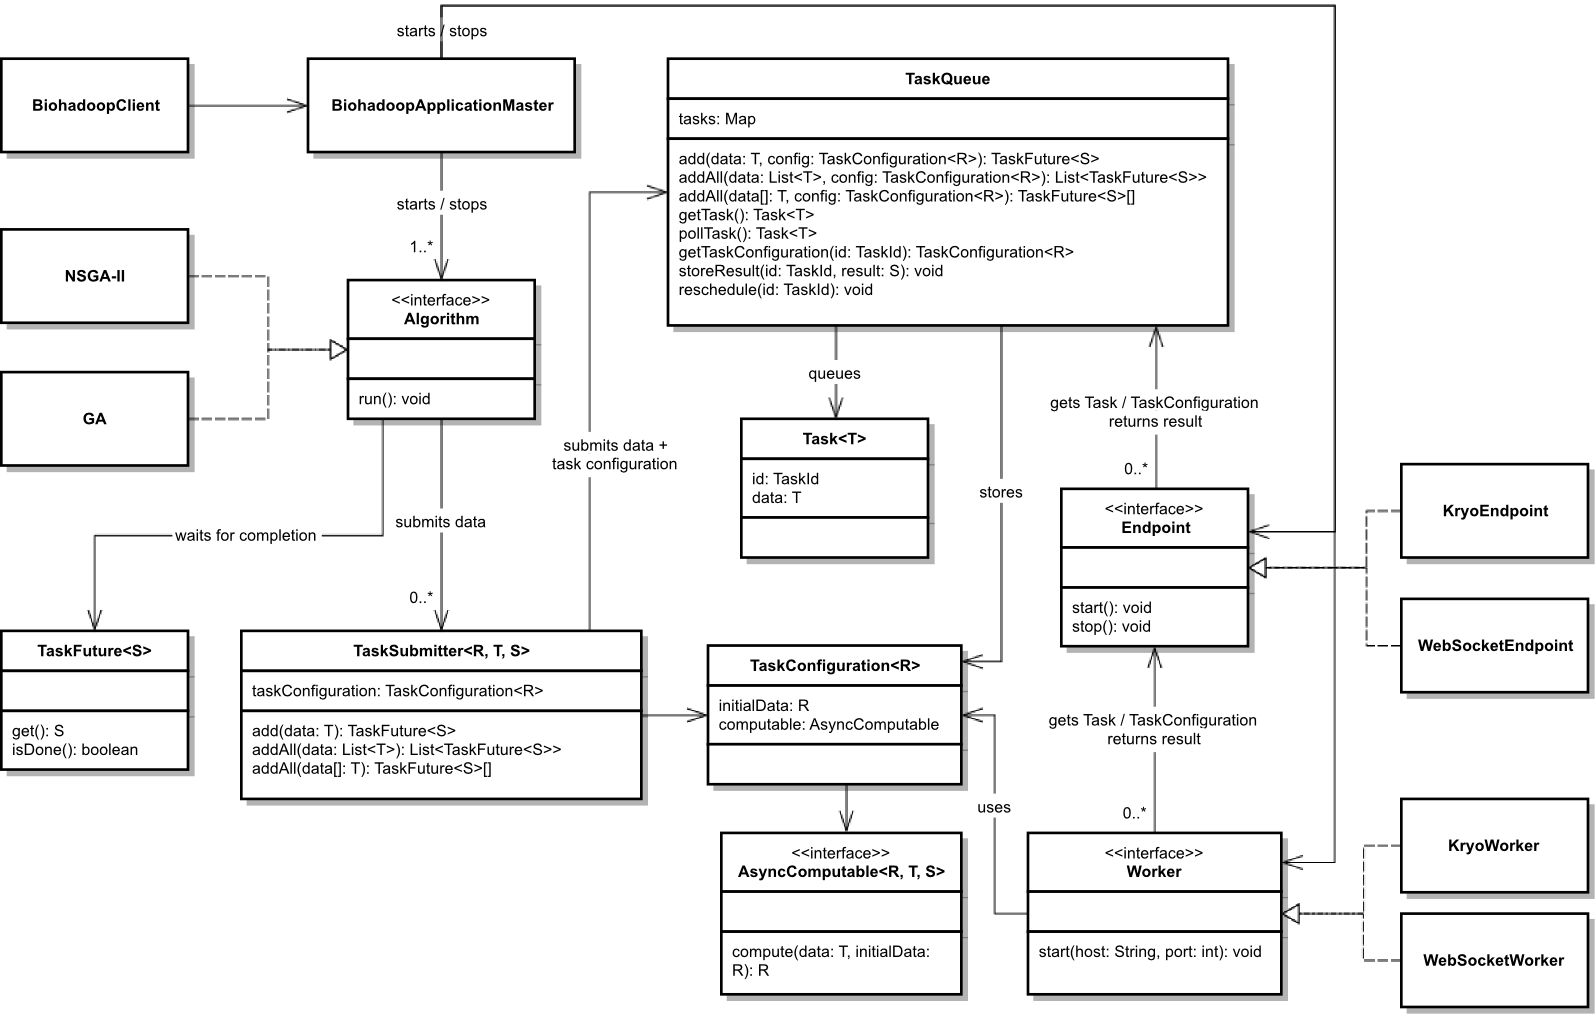 starts / stops
BiohadoopClient
BiohadoopApplicationMaster
starts / stops
1..*
NSGA-II
GA
<<interface>>
Algorithm
run(): void
TaskQueue
tasks: Map
add(data: T, config: TaskConfiguration<R>): TaskFuture<S>
addAll(data: List<T>, config: TaskConfiguration<R>): List<TaskFuture<S>>
addAll(data[]: T, config: TaskConfiguration<R>): TaskFuture<S>[]
getTask(): Task<T>
pollTask(): Task<T>
getTaskConfiguration(id: TaskId): TaskConfiguration<R>
storeResult(id: TaskId, result: S): void
reschedule(id: TaskId): void
queues
Task<T>
id: TaskId
data: T
stores
gets Task / TaskConfiguration
returns result
0..*
submits data +
task configuration
submits data
waits for completion
0..*
<<interface>>
Endpoint
start(): void
stop(): void
KryoEndpoint
WebSocketEndpoint
TaskFuture<S>
get(): S
isDone(): boolean
TaskSubmitter<R, T, S>
taskConfiguration: TaskConfiguration<R>
add(data: T): TaskFuture<S>
addAll(data: List<T>): List<TaskFuture<S>>
addAll(data[]: T): TaskFuture<S>[]
TaskConfiguration<R>
initialData: R
computable: AsyncComputable
gets Task / TaskConfiguration
returns result
0..*
uses
<<interface>>
AsyncComputable<R, T, S>
compute(data: T, initialData:
R): R
<<interface>>
Worker
start(host: String, port: int): void
KryoWorker
WebSocketWorker